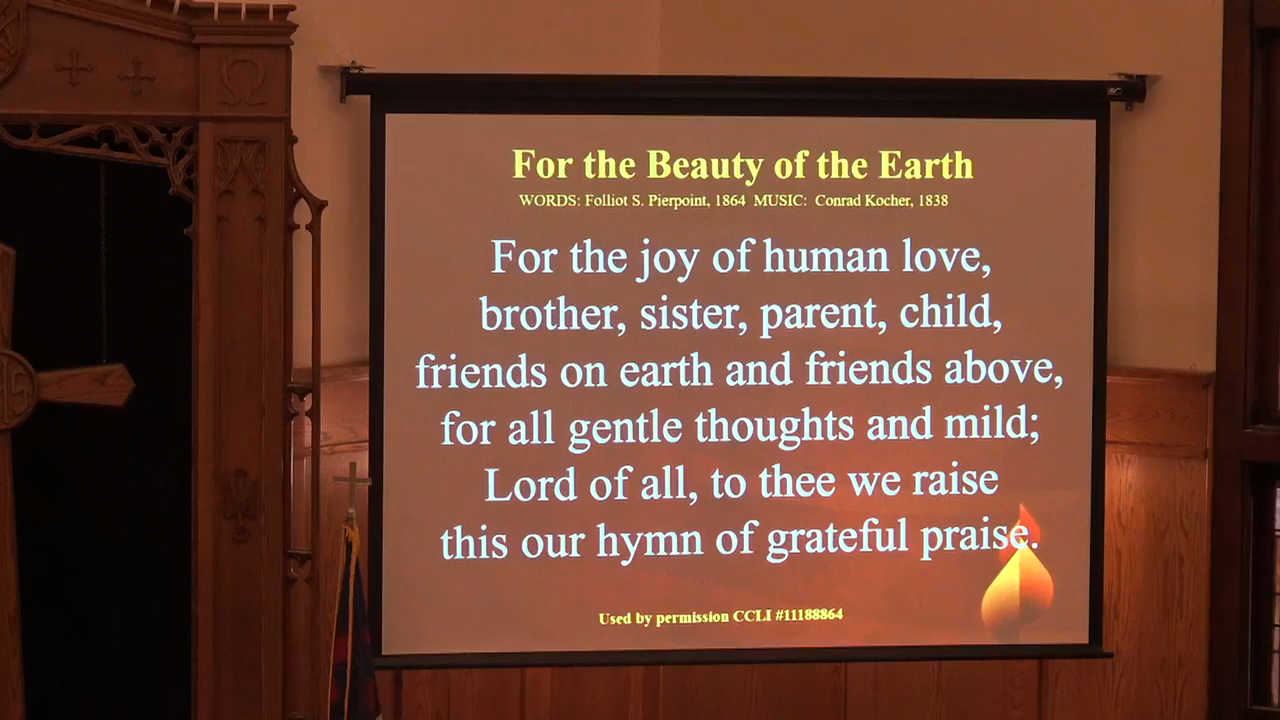 For the Beauty of the Earth
WORDS: Folliot S. Pierpoint, 1864 MUSIC: Conrad Kocher, 1838
For the joy of human love,
brother, sister, parent, child,
friends on earth and friends above,
for all gentle thoughts and mild;
Lord of all, to thee we raise
this our hymn of grateful praise.
Used by permission CCLI #11188864
IHS